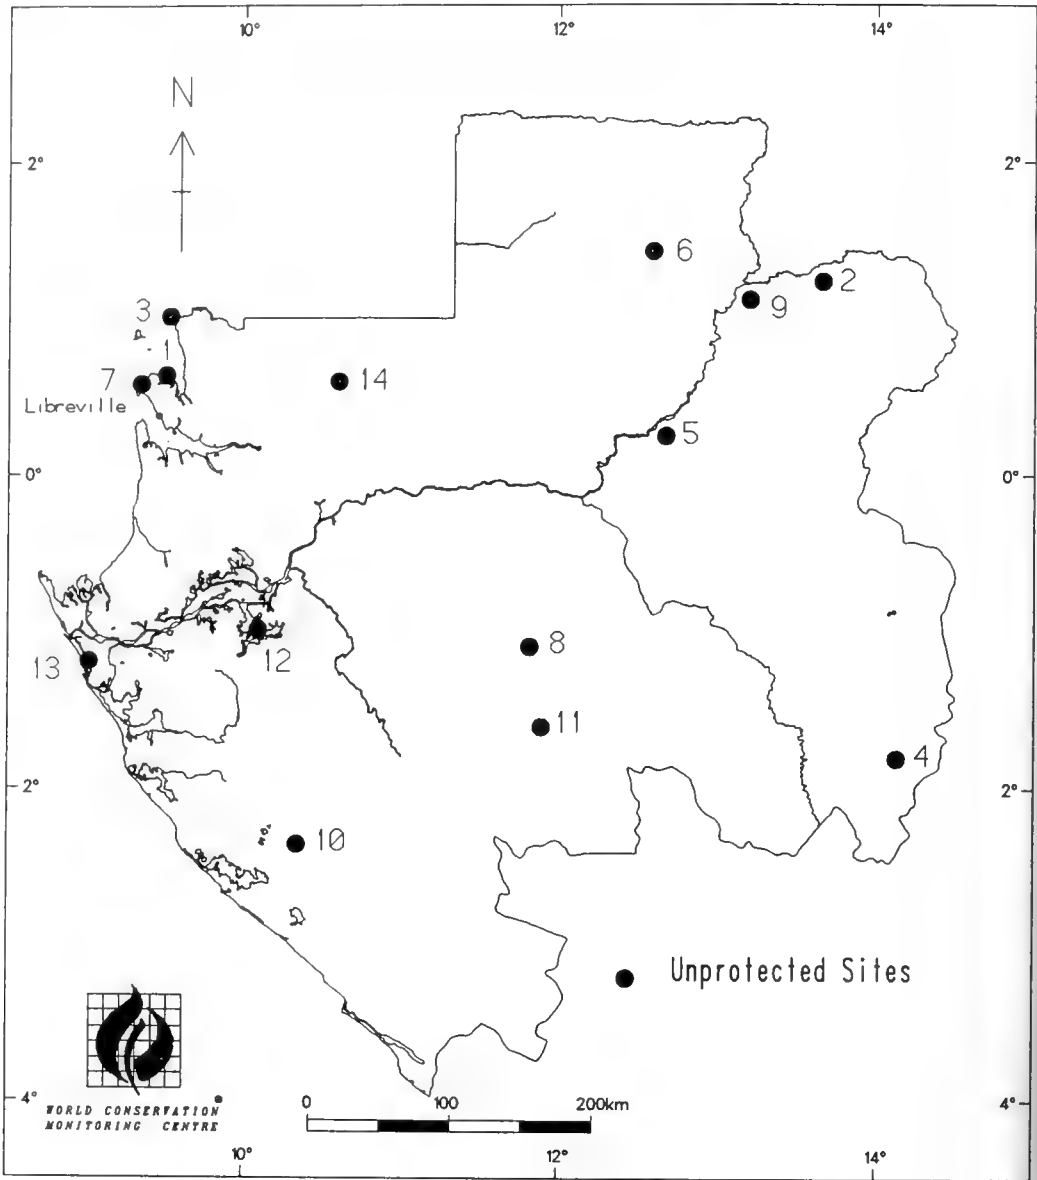 10° 12° 14°
N
2° 2°
6
2
9
3
1
7 14
Libreville
5
0° 0°
8
12
13
11
4
2° 2°
10
Unprotected Sites
4° 4°
WORLD CONSERVATION
MONITORING CENTRE
0 100 200km
10° 12° 14°